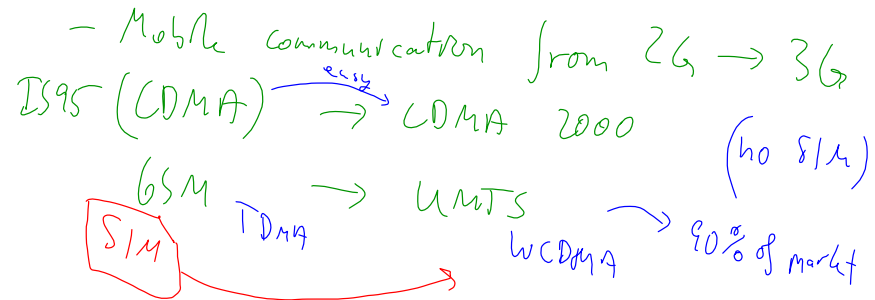 - Mobile communication from 2G → 3G
easy
IS95 (CDMA) → CDMA 2000
(no SIM)
GSM → UMTS
SIM TDMA WCDMA → 90% of market